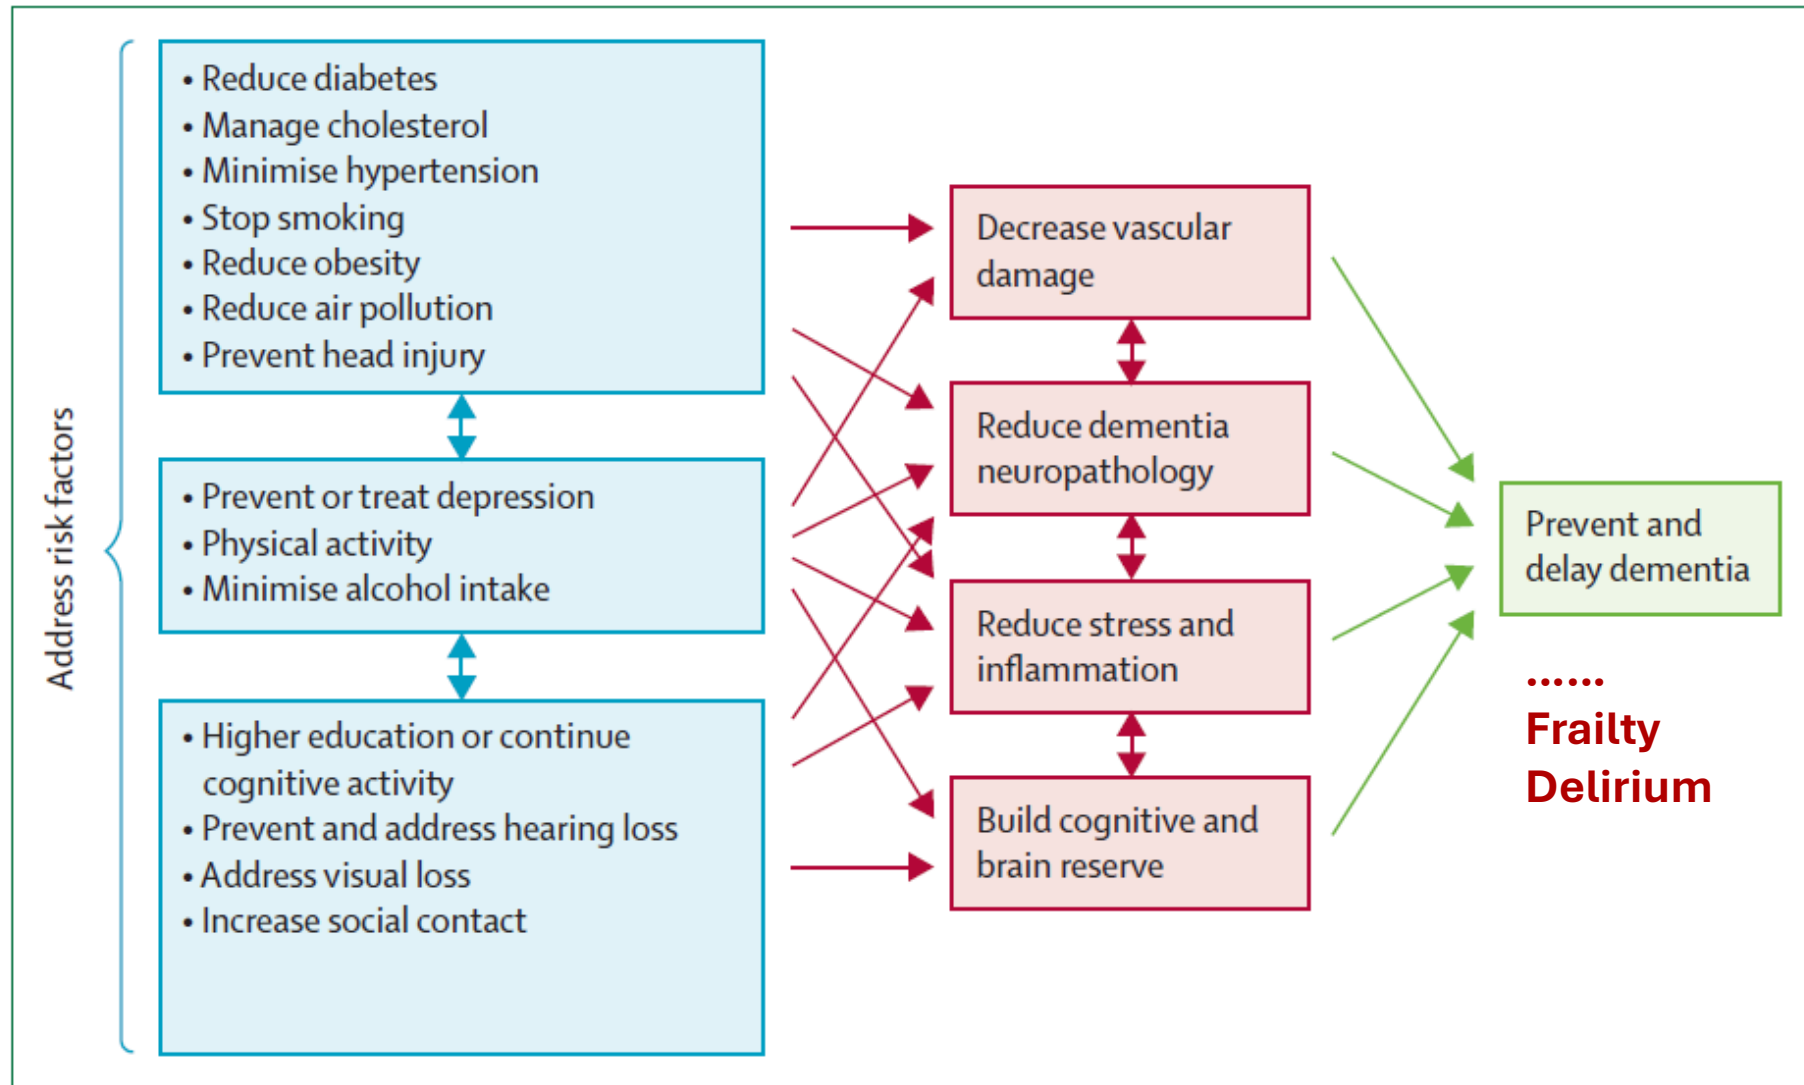 Address risk factors
• Reduce diabetes
• Manage cholesterol
• Minimise hypertension
• Stop smoking
• Reduce obesity
• Reduce air pollution
• Prevent head injury
• Prevent or treat depression
• Physical activity
• Minimise alcohol intake
• Higher education or continue
cognitive activity
• Prevent and address hearing loss
• Address visual loss
• Increase social contact
Decrease vascular
damage
Reduce dementia
neuropathology
Reduce stress and
inflammation
Build cognitive and
brain reserve
Prevent and
delay dementia
......
Frailty
Delirium